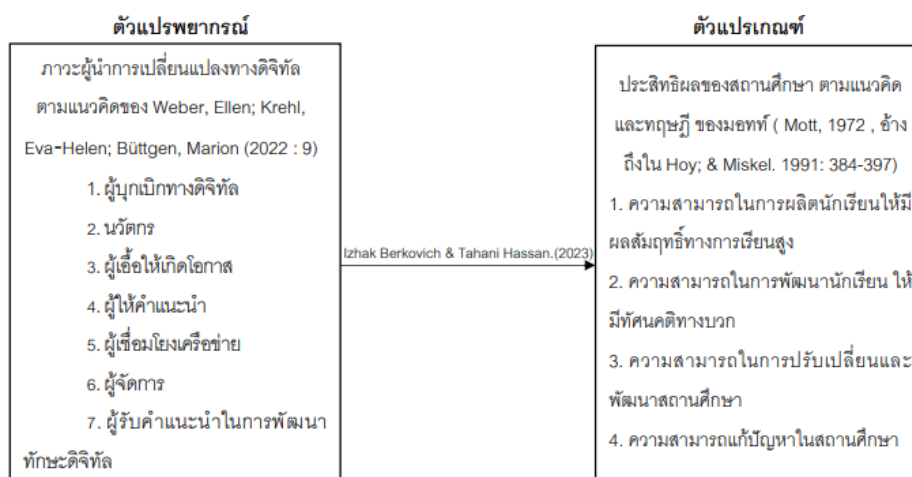 ตัวแปรพยากรณ์
ภาวะผู้นำการเปลี่ยนแปลงทางดิจิทัล
ตามแนวคิดของ Weber, Ellen; Krehl,
Eva-Helen; Büttgen, Marion (2022 : 9)
1. ผู้บุกเบิกทางดิจิทัล
2. นวัตกร
3. ผู้เอื้อให้เกิดโอกาส
4. ผู้ให้คำแนะนำ
5. ผู้เชื่อมโยงเครือข่าย
6. ผู้จัดการ
7. ผู้รับคำแนะนำในการพัฒนา
ทักษะดิจิทัล
Izhak Berkovich & Tahani Hassan.(2023)
ตัวแปรเกณฑ์
ประสิทธิผลของสถานศึกษา ตามแนวคิด
และทฤษฎี ของมอทท์ ( Mott, 1972 , อ้าง
ถึงใน Hoy; & Miskel. 1991: 384-397)
1. ความสามารถในการผลิตนักเรียนให้มี
ผลสัมฤทธิ์ทางการเรียนสูง
2. ความสามารถในการพัฒนานักเรียน ให้
มีทัศนคติทางบวก
3. ความสามารถในการปรับเปลี่ยนและ
พัฒนาสถานศึกษา
4. ความสามารถแก้ปัญหาในสถานศึกษา